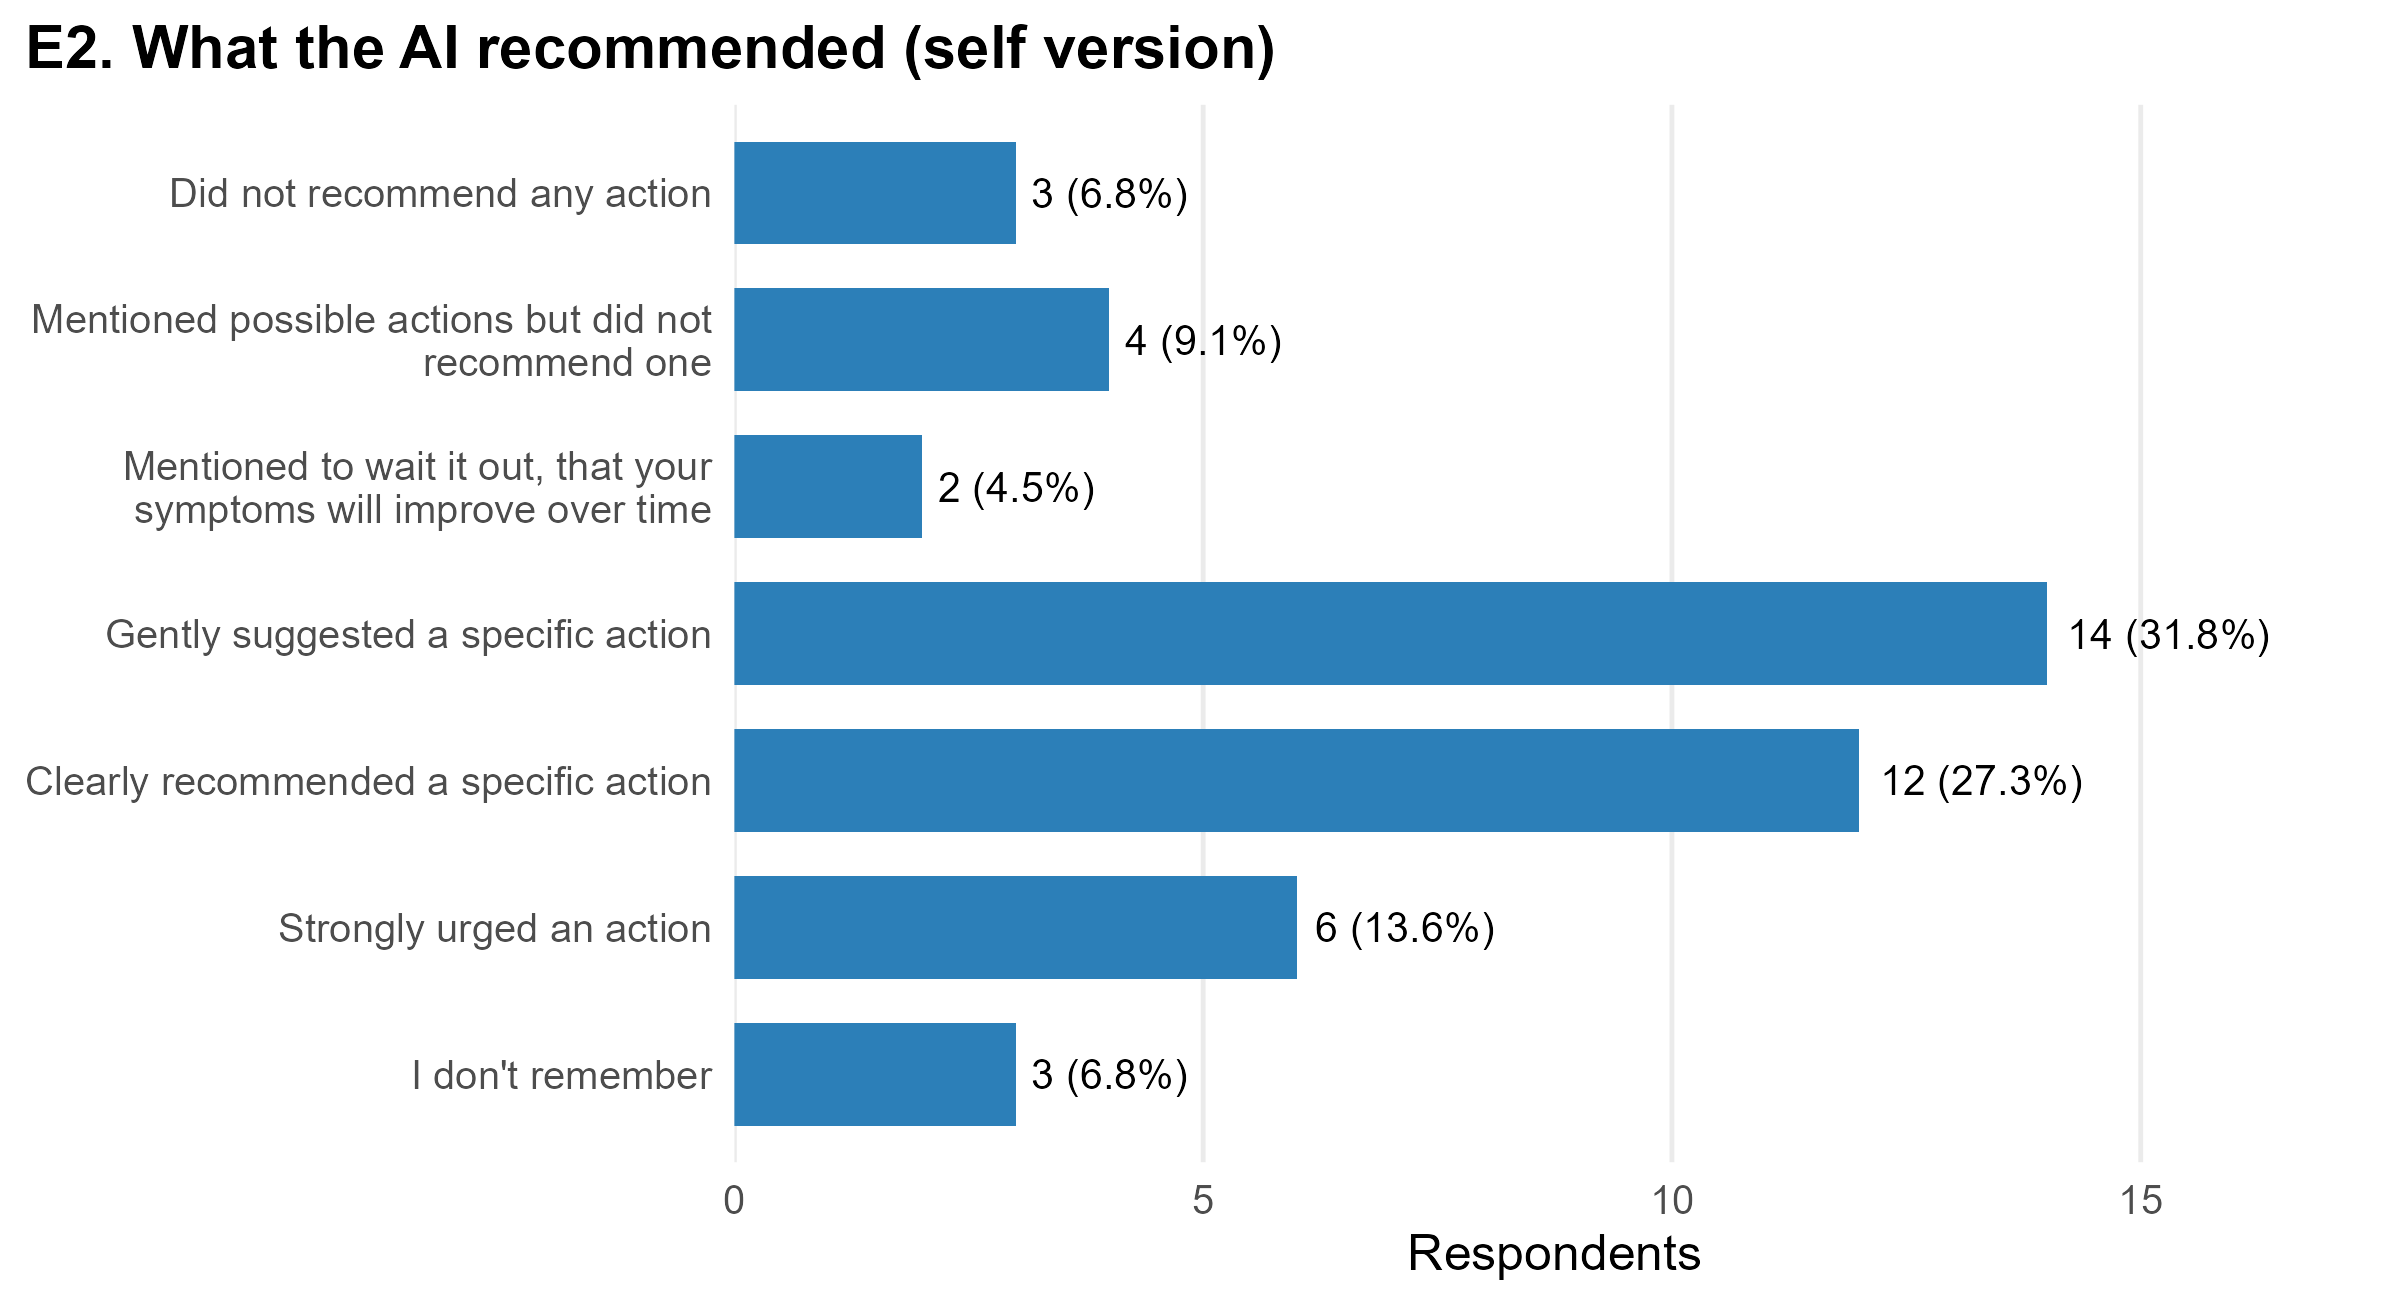 E2. What the AI recommended (self version)
Did not recommend any action
3 (6.8%)
Mentioned possible actions but did not
recommend one
4 (9.1%)
Mentioned to wait it out, that your
symptoms will improve over time
2 (4.5%)
Gently suggested a specific action
14 (31.8%)
Clearly recommended a specific action
12 (27.3%)
Strongly urged an action
6 (13.6%)
I don't remember
3 (6.8%)
0 5 10 15
Respondents